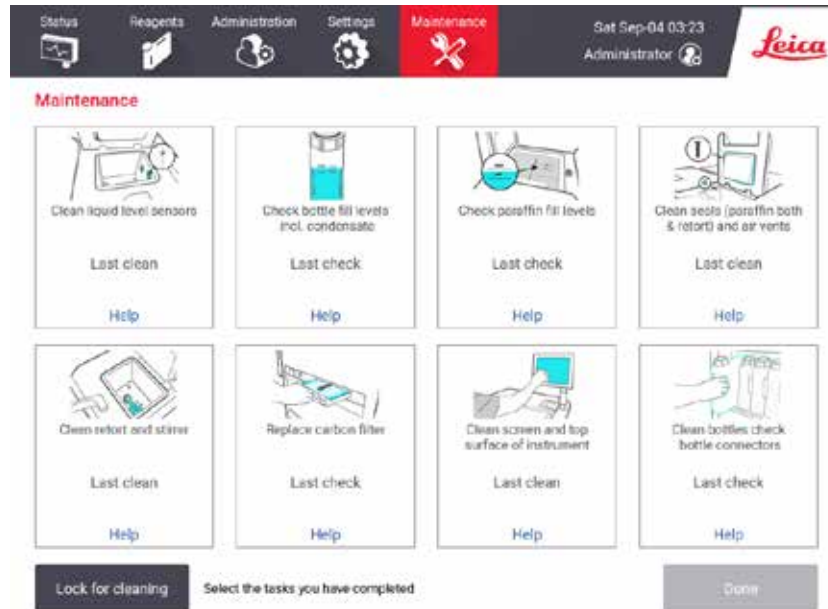 Status Reagents Administration Settings Maintenance
Sat Sep-04 03:23
Administrator
Leica
Maintenance
Clean liquid level sensors
Last clean
Help
Check bottle fill levels
incl. condensate
Last check
Help
Check paraffin fill levels
Last check
Help
Clean seals (paraffin bath
& retort) and air vents
Last clean
Help
Clean retort and stirrer
Last clean
Help
Replace carbon filter
Last check
Help
Clean screen and top
surface of instrument
Last clean
Help
Clean bottles check
bottle connectors
Last check
Help
Lock for cleaning
Select the tasks you have completed
Done